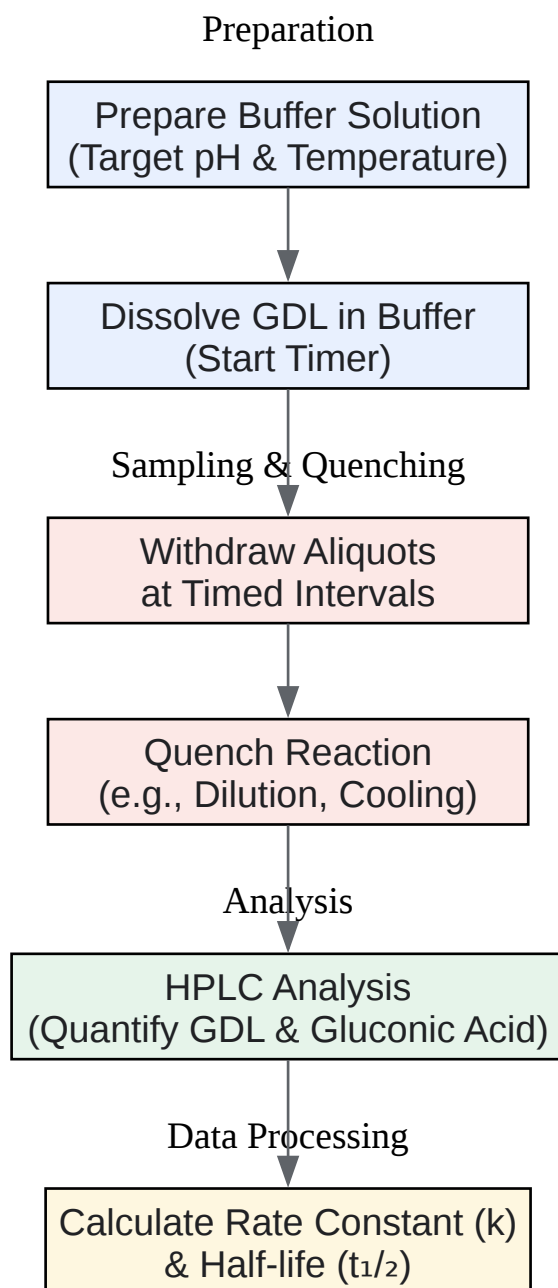 Preparation
Prepare Buffer Solution
(Target pH & Temperature)
Dissolve GDL in Buffer
(Start Timer)
Sampling & Quenching
Withdraw Aliquots
at Timed Intervals
Quench Reaction
(e.g., Dilution, Cooling)
Analysis
HPLC Analysis
(Quantify GDL & Gluconic Acid)
Data Processing
Calculate Rate Constant (k)
& Half-life (t₁/₂)